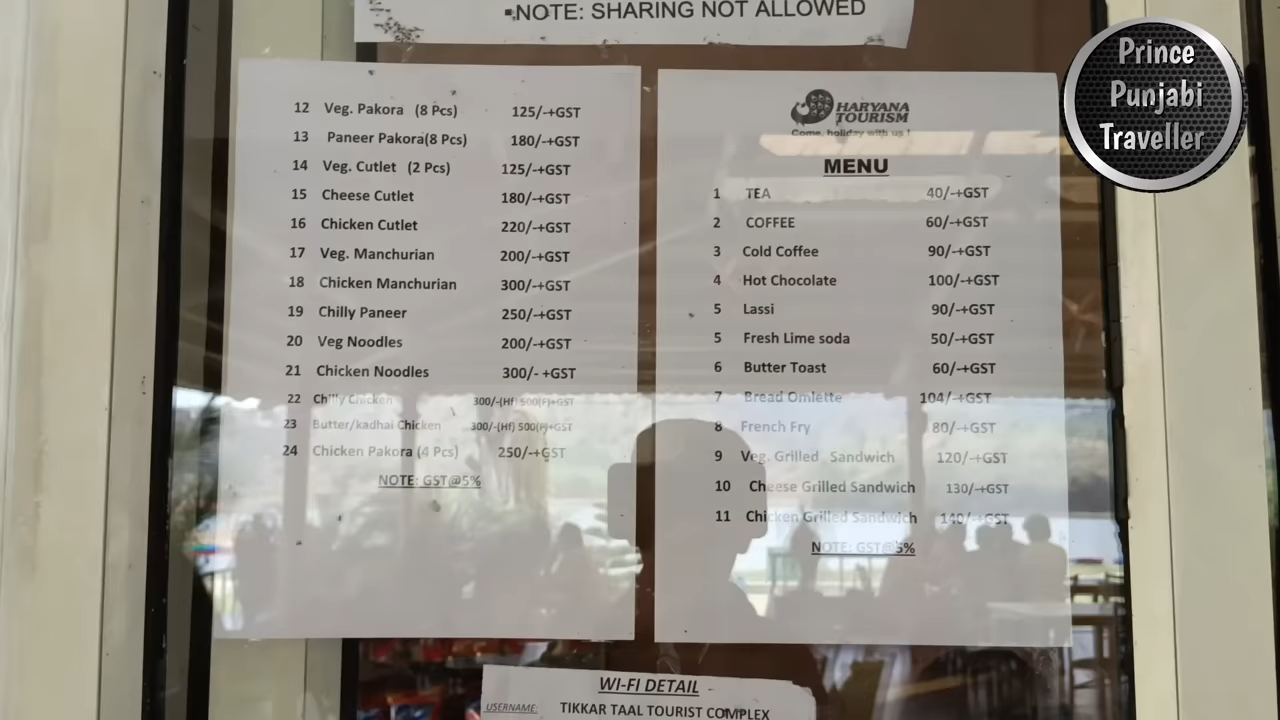 ▪NOTE: SHARING NOT ALLOWED
12 Veg. Pakora (8 Pcs) 125/-+GST
13 Paneer Pakora(8 Pcs) 180/-+GST
14 Veg. Cutlet (2 Pcs) 125/-+GST
15 Cheese Cutlet 180/-+GST
16 Chicken Cutlet 220/-+GST
17 Veg. Manchurian 200/-+GST
18 Chicken Manchurian 300/-+GST
19 Chilly Paneer 250/-+GST
20 Veg Noodles 200/-+GST
21 Chicken Noodles 300/- +GST
22 Chilly Chicken 300/-(Hf) 500(F)+GST
23 Butter/kadhai Chicken 300/-(Hf) 500(F)+GST
24 Chicken Pakora (4 Pcs) 250/-+GST
NOTE: GST@5%
HARYANA
TOURISM
Come, holiday with us !
MENU
1 TEA 40/-+GST
2 COFFEE 60/-+GST
3 Cold Coffee 90/-+GST
4 Hot Chocolate 100/-+GST
5 Lassi 90/-+GST
5 Fresh Lime soda 50/-+GST
6 Butter Toast 60/-+GST
7 Bread Omlette 104/-+GST
8 French Fry 80/-+GST
9 Veg. Grilled Sandwich 120/-+GST
10 Cheese Grilled Sandwich 130/-+GST
11 Chicken Grilled Sandwich 140/-+GST
NOTE: GST@5%
WI-FI DETAIL
USERNAME: TIKKAR TAAL TOURIST COMPLEX
Prince
Punjabi
Traveller